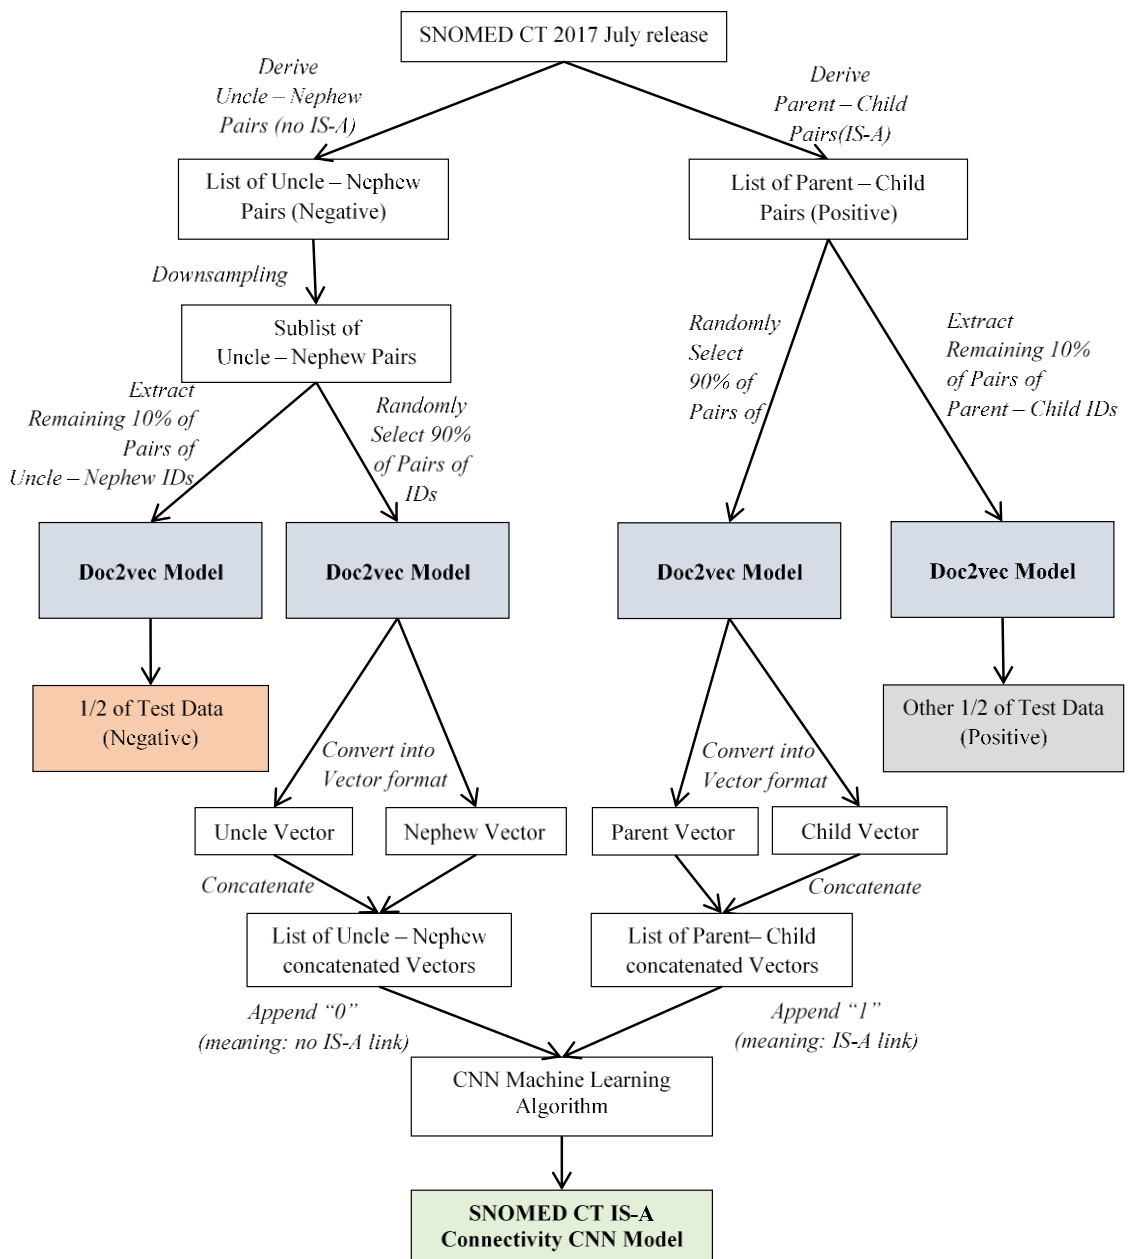 SNOMED CT 2017 July release
Derive
Uncle – Nephew
Pairs (no IS-A)
Derive
Parent – Child
Pairs(IS-A)
List of Uncle – Nephew
Pairs (Negative)
List of Parent – Child
Pairs (Positive)
Downsampling
Sublist of
Uncle – Nephew Pairs
Extract
Remaining 10% of
Pairs of
Uncle – Nephew IDs
Randomly
Select 90%
of Pairs of
IDs
Randomly
Select
90% of
Pairs of
Extract
Remaining 10%
of Pairs of
Parent – Child IDs
Doc2vec Model
Doc2vec Model
Doc2vec Model
Doc2vec Model
1/2 of Test Data
(Negative)
Other 1/2 of Test Data
(Positive)
Convert into
Vector format
Convert into
Vector format
Uncle Vector
Nephew Vector
Parent Vector
Child Vector
Concatenate
Concatenate
List of Uncle – Nephew
concatenated Vectors
List of Parent– Child
concatenated Vectors
Append “0”
(meaning: no IS-A link)
Append “1”
(meaning: IS-A link)
CNN Machine Learning
Algorithm
SNOMED CT IS-A
Connectivity CNN Model